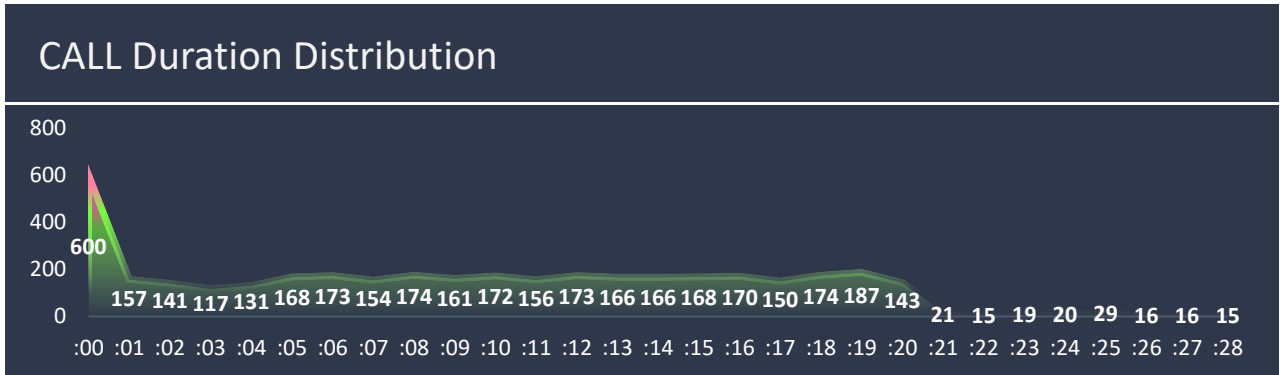 CALL Duration Distribution
800
600
400
200
0
600 157 141 117 131 168 173 154 174 161 172 156 173 166 166 168 170 150 174 187 143 21 15 19 20 29 16 16 15
:00 :01 :02 :03 :04 :05 :06 :07 :08 :09 :10 :11 :12 :13 :14 :15 :16 :17 :18 :19 :20 :21 :22 :23 :24 :25 :26 :27 :28